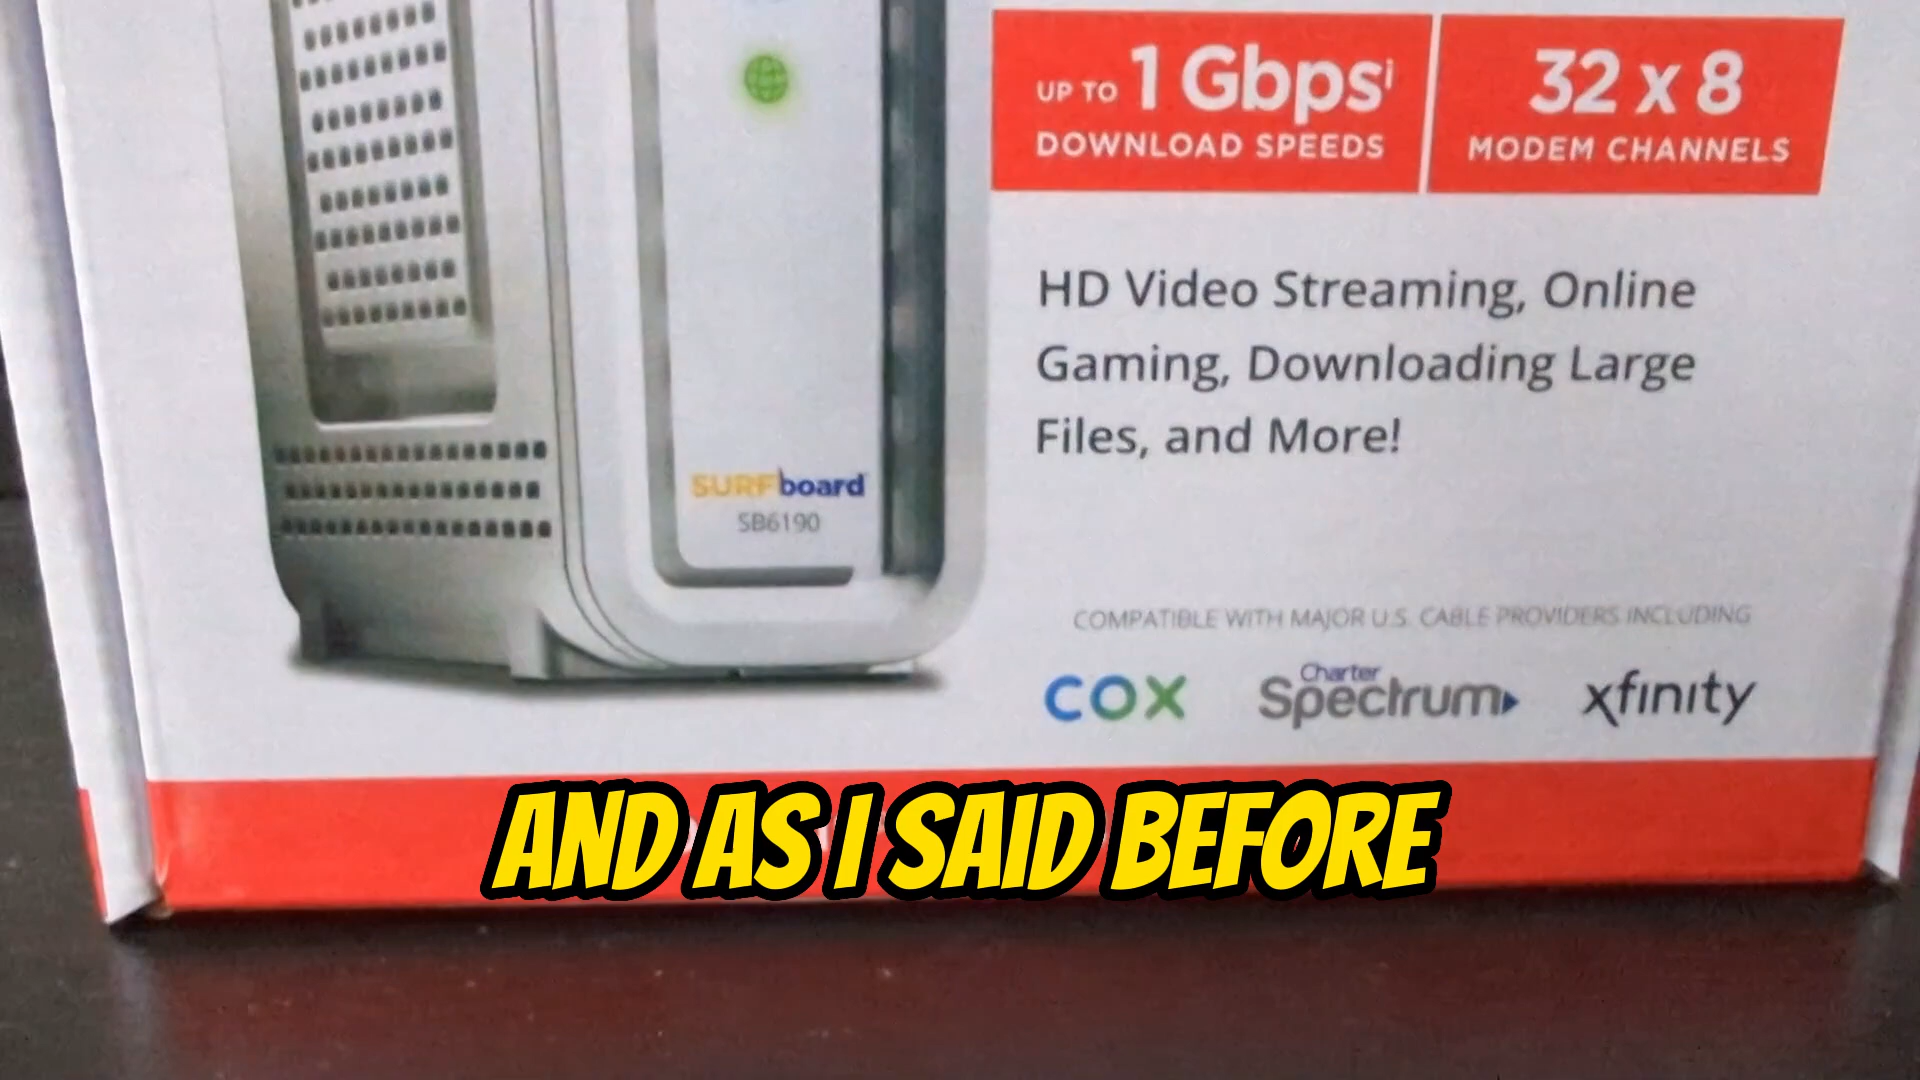 UP TO 1 Gbpsⁱ
DOWNLOAD SPEEDS
32 x 8
MODEM CHANNELS
HD Video Streaming, Online
Gaming, Downloading Large
Files, and More!
SURFboard
SB6190
COMPATIBLE WITH MAJOR U.S. CABLE PROVIDERS INCLUDING
COX
Charter
Spectrum
xfinity
AND AS I SAID BEFORE